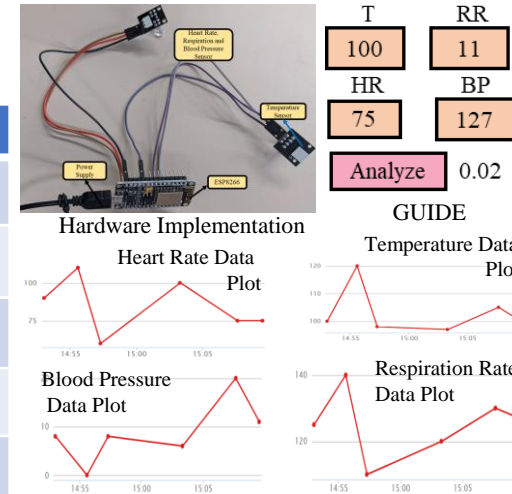 Heart Rate,
Respiration and
Blood Pressure
Sensor
Temperature
Sensor
Power
Supply
ESP8266
T RR
100 11
HR BP
75 127
Analyze 0.02
Hardware Implementation
GUIDE
Heart Rate Data
Plot
100
75
14:55 15:00 15:05
Temperature Data
Plo
120
110
100
14:55 15:00 15:05
Blood Pressure
Data Plot
10
0
14:55 15:00 15:05
Respiration Rate
Data Plot
140
120
14:55 15:00 15:05